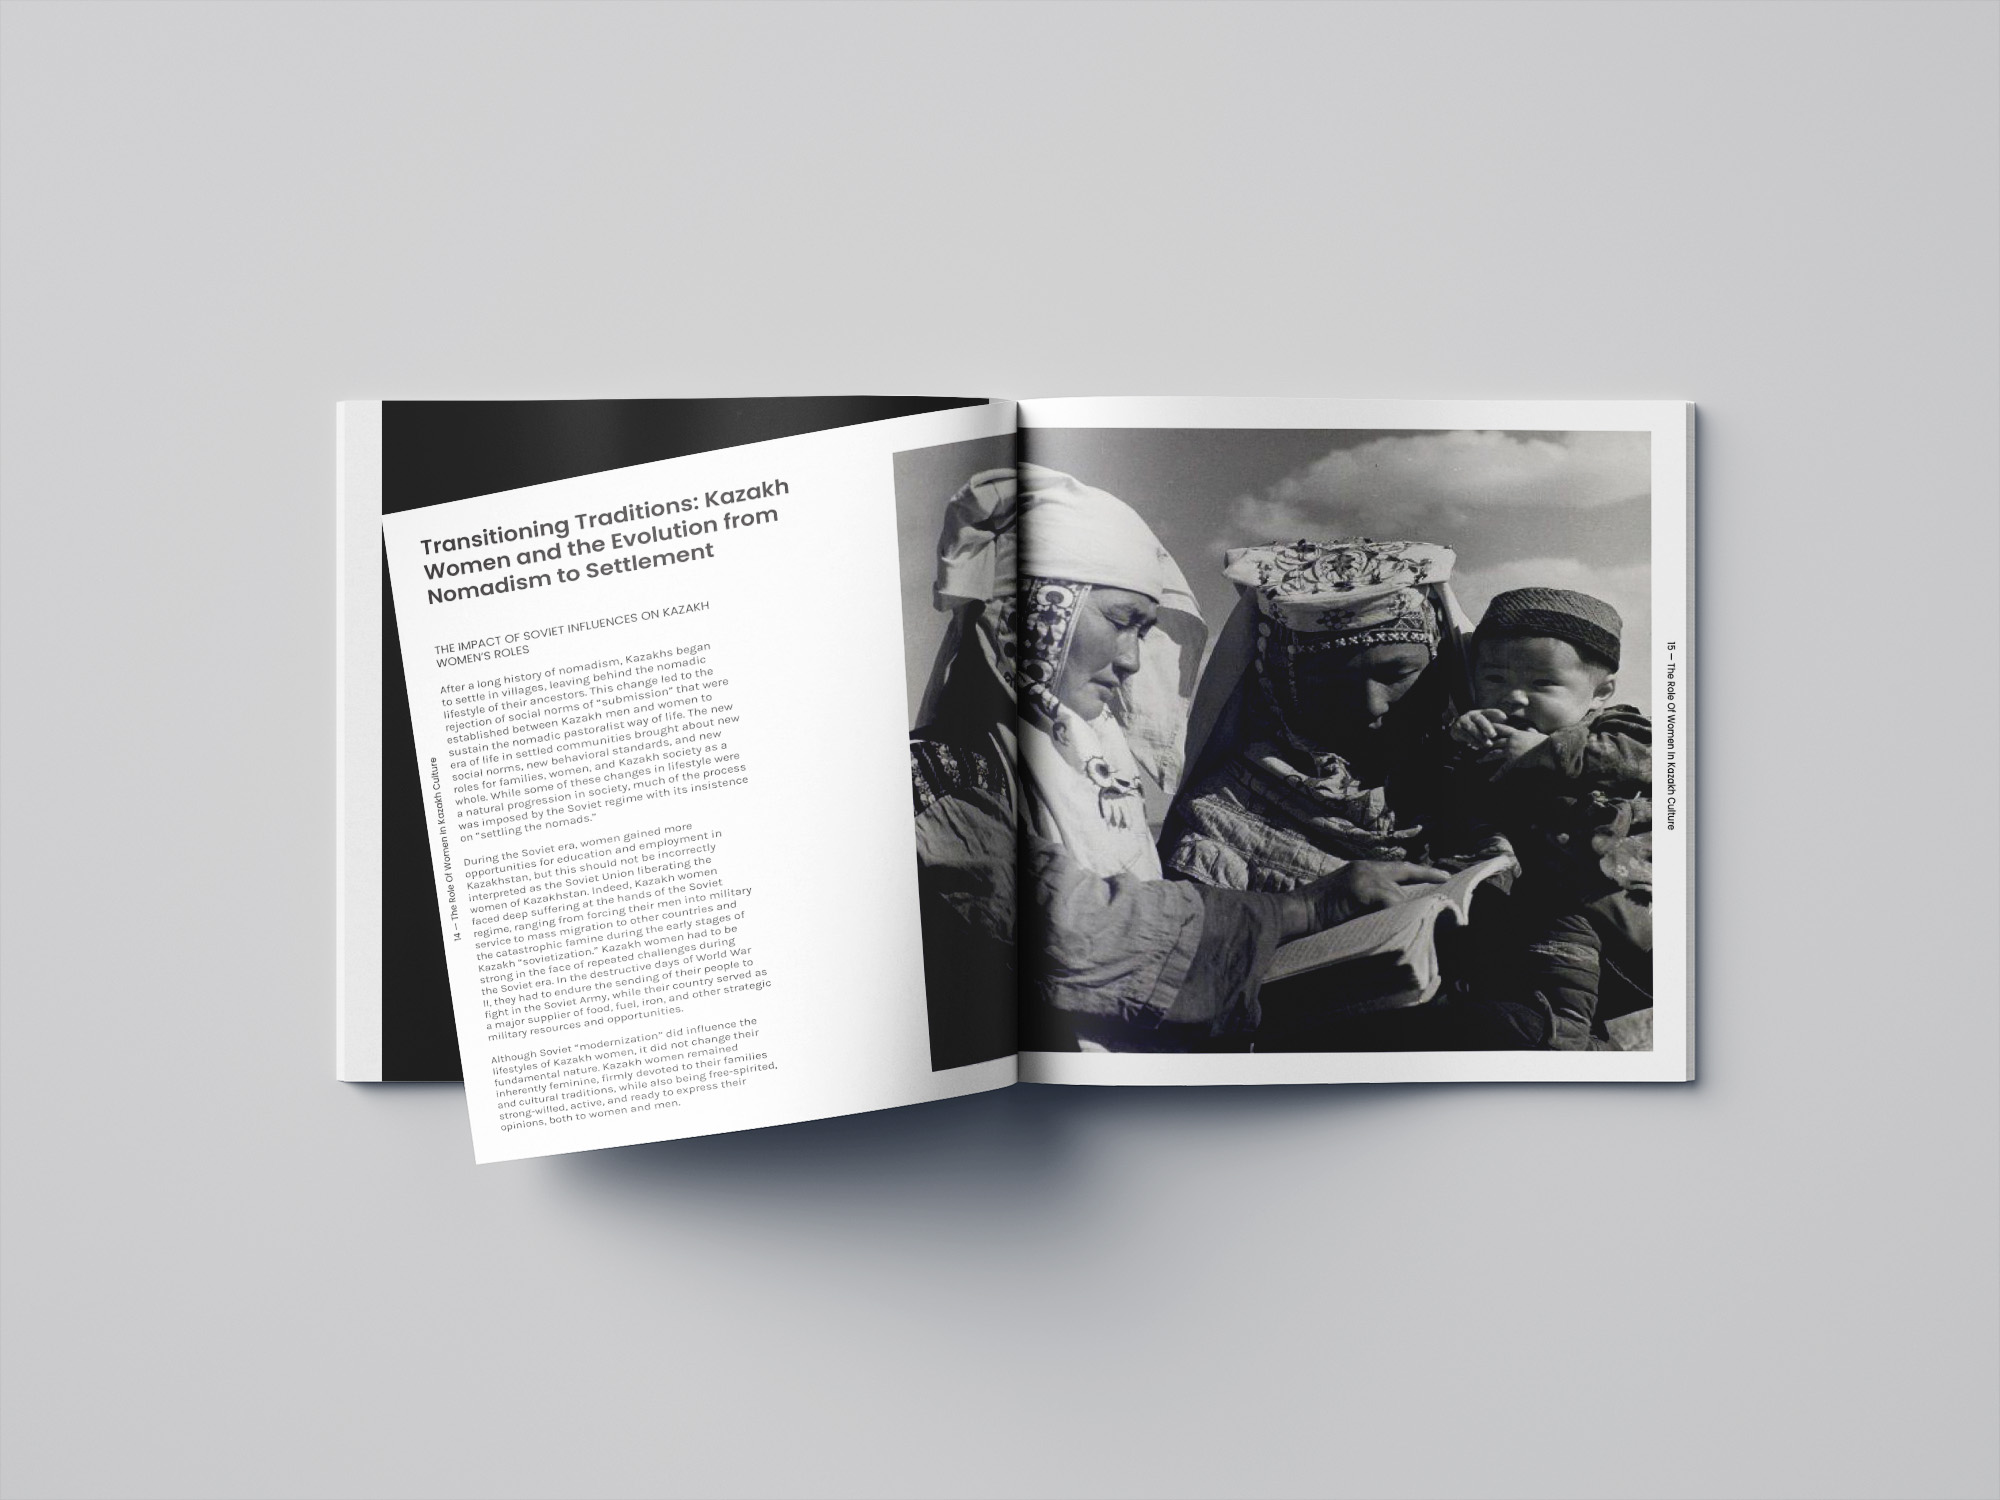 Transitioning Traditions: Kazakh
Women and the Evolution from
Nomadism to Settlement
THE IMPACT OF SOVIET INFLUENCES ON KAZAKH
WOMEN'S ROLES
After a long history of nomadism, Kazakhs began
to settle in villages, leaving behind the nomadic
lifestyle of their ancestors. This change led to the
rejection of social norms of "submission" that were
established between Kazakh men and women to
sustain the nomadic pastoralist way of life. The new
era of life in settled communities brought about new
social norms, new behavioral standards, and new
roles for families, women, and Kazakh society as a
whole. While some of these changes in lifestyle were
a natural progression in society, much of the process
was imposed by the Soviet regime with its insistence
on "settling the nomads."
During the Soviet era, women gained more
opportunities for education and employment in
Kazakhstan, but this should not be incorrectly
interpreted as the Soviet Union liberating the
women of Kazakhstan. Indeed, Kazakh women
faced deep suffering at the hands of the Soviet
regime, ranging from forcing their men into military
service to mass migration to other countries and
the catastrophic famine during the early stages of
Kazakh "sovietization." Kazakh women had to be
strong in the face of repeated challenges during
the Soviet era. In the destructive days of World War
II, they had to endure the sending of their people to
fight in the Soviet Army, while their country served as
a major supplier of food, fuel, iron, and other strategic
military resources and opportunities.
Although Soviet "modernization" did influence the
lifestyles of Kazakh women, it did not change their
fundamental nature. Kazakh women remained
inherently feminine, firmly devoted to their families
and cultural traditions, while also being free-spirited,
strong-willed, active, and ready to express their
opinions, both to women and men.
14 — The Role Of Women In Kazakh Culture
15 — The Role Of Women In Kazakh Culture